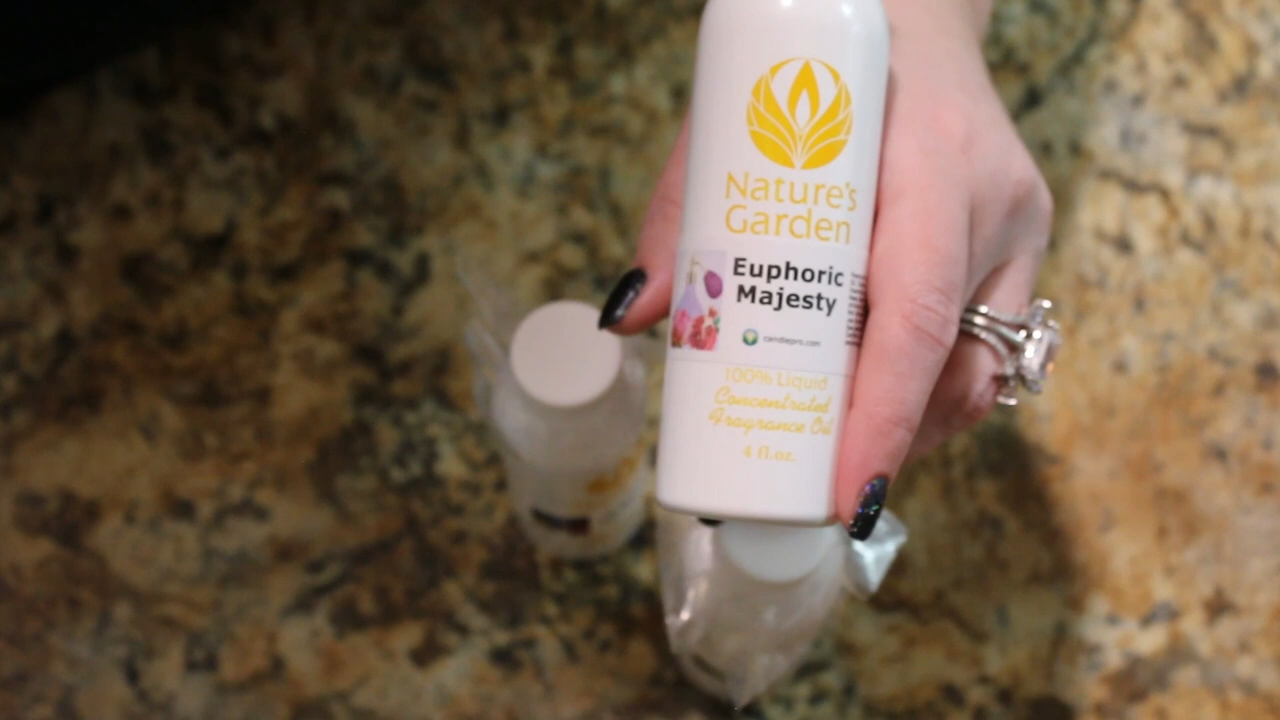 Nature's
Garden
Euphoric
Majesty
candlepro.com
100% Liquid
Concentrated
Fragrance Oil
4 fl.oz.